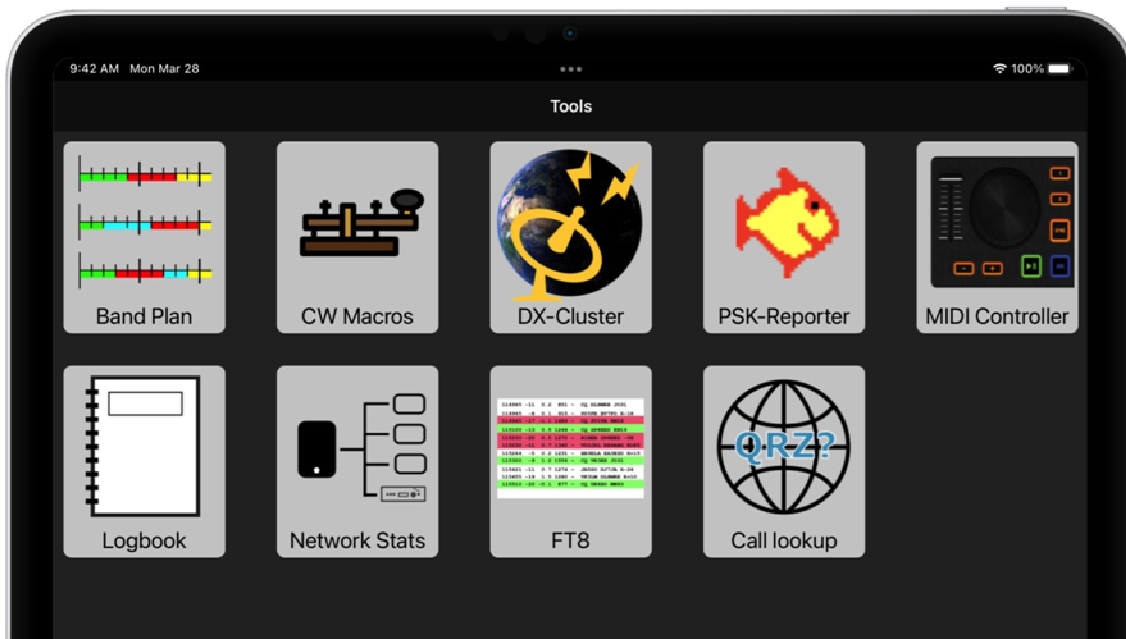 9:42 AM Mon Mar 28
100%
Tools
Band Plan
CW Macros
DX-Cluster
PSK-Reporter
MIDI Controller
QRZ?
Logbook
Network Stats
FT8
Call lookup